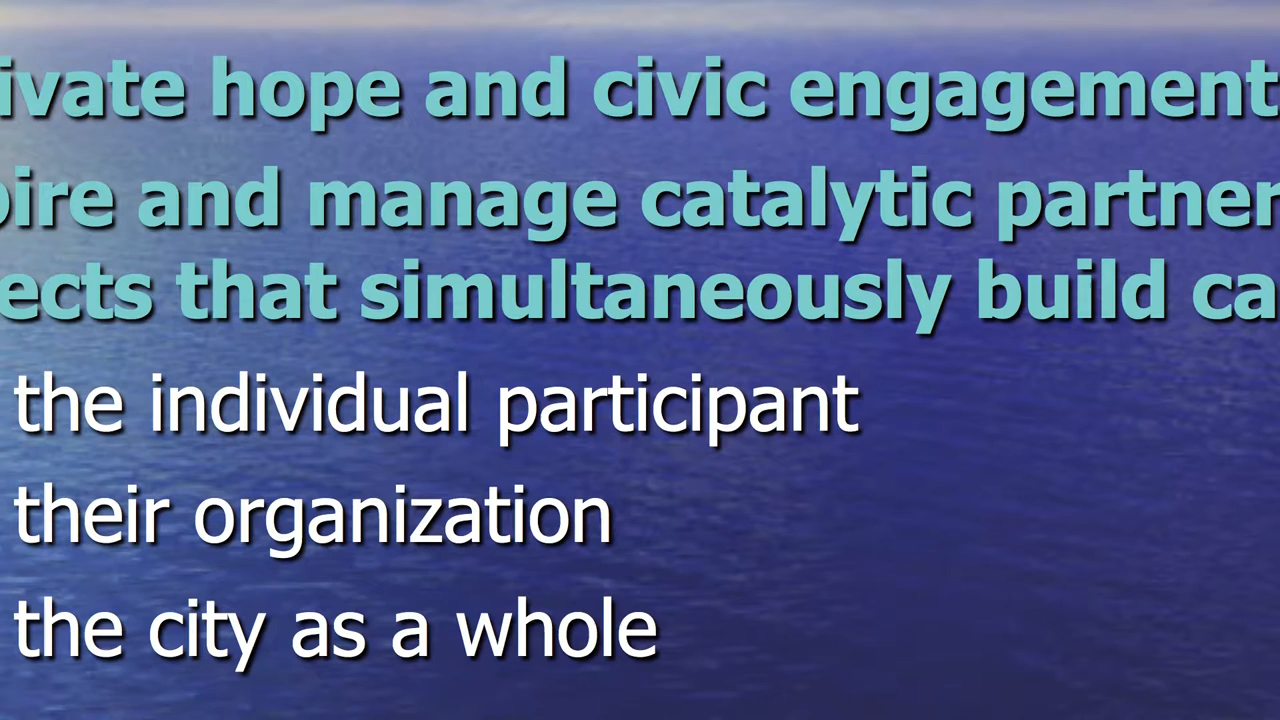 ivate hope and civic engagement
pire and manage catalytic partner
ects that simultaneously build ca
the individual participant
their organization
the city as a whole